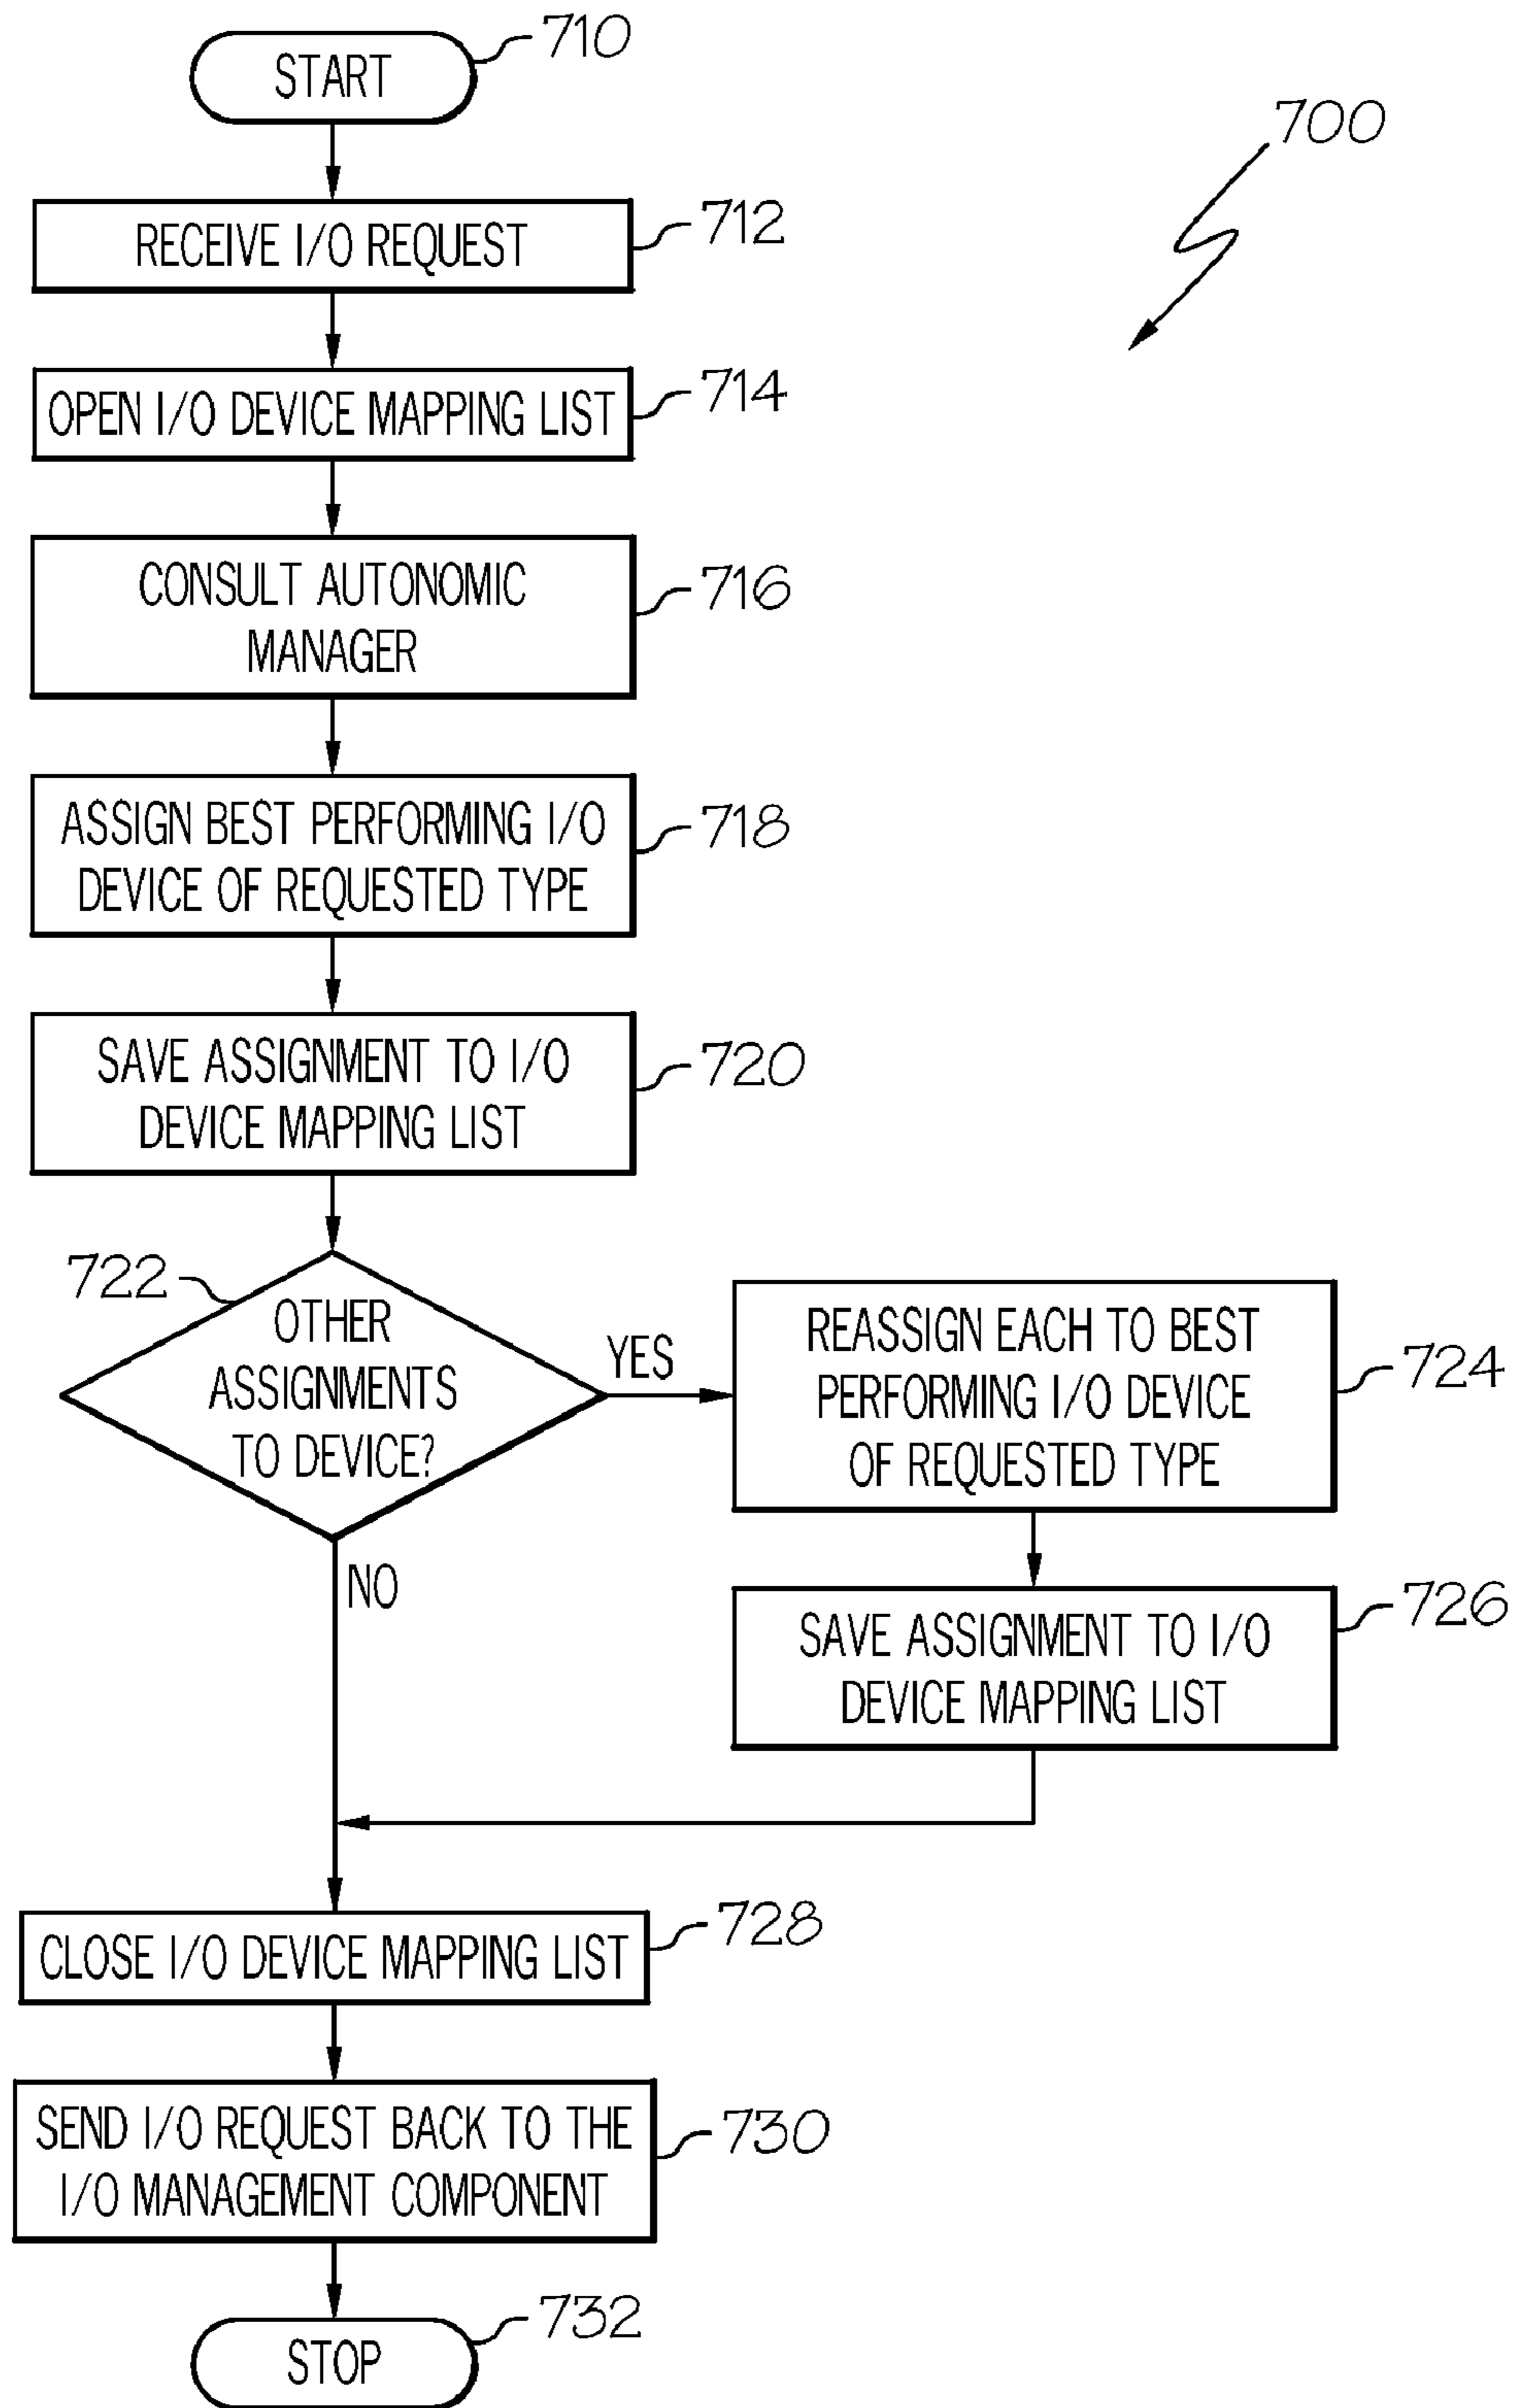 710
START
700
RECEIVE I/O REQUEST
712
OPEN I/O DEVICE MAPPING LIST
714
CONSULT AUTONOMIC
MANAGER
716
ASSIGN BEST PERFORMING I/O
DEVICE OF REQUESTED TYPE
718
SAVE ASSIGNMENT TO I/O
DEVICE MAPPING LIST
720
722
OTHER
ASSIGNMENTS
TO DEVICE?
YES
NO
REASSIGN EACH TO BEST
PERFORMING I/O DEVICE
OF REQUESTED TYPE
724
SAVE ASSIGNMENT TO I/O
DEVICE MAPPING LIST
726
CLOSE I/O DEVICE MAPPING LIST
728
SEND I/O REQUEST BACK TO THE
I/O MANAGEMENT COMPONENT
730
STOP
732